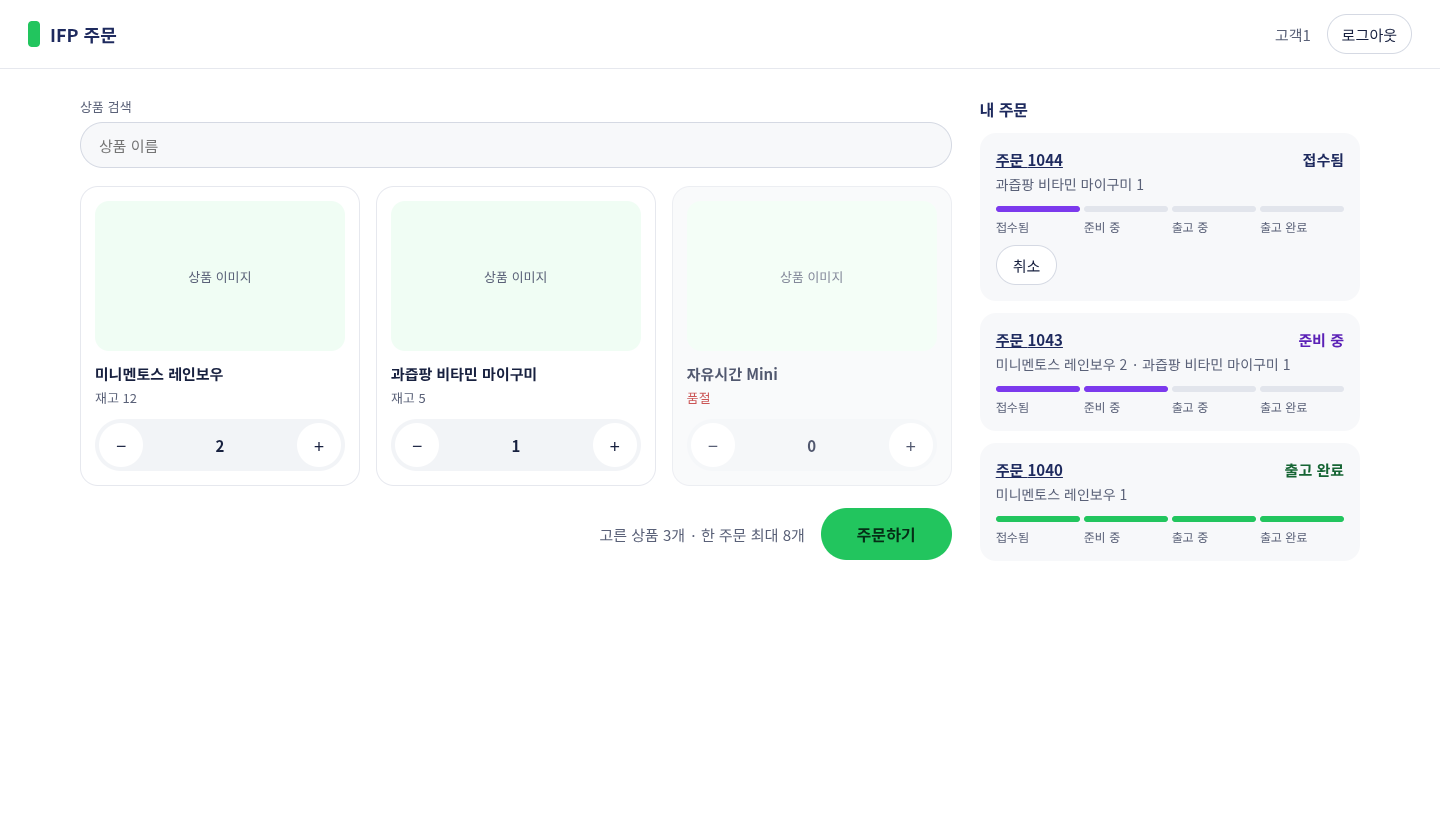 IFP 주문
고객1
로그아웃
상품 검색
상품 이름
상품 이미지
미니멘토스 레인보우
재고 12
− 2 +
상품 이미지
과즙팡 비타민 마이구미
재고 5
− 1 +
상품 이미지
자유시간 Mini
품절
− 0 +
고른 상품 3개 · 한 주문 최대 8개
주문하기
내 주문
주문 1044 접수됨
과즙팡 비타민 마이구미 1
접수됨 준비 중 출고 중 출고 완료
취소
주문 1043 준비 중
미니멘토스 레인보우 2 · 과즙팡 비타민 마이구미 1
접수됨 준비 중 출고 중 출고 완료
주문 1040 출고 완료
미니멘토스 레인보우 1
접수됨 준비 중 출고 중 출고 완료